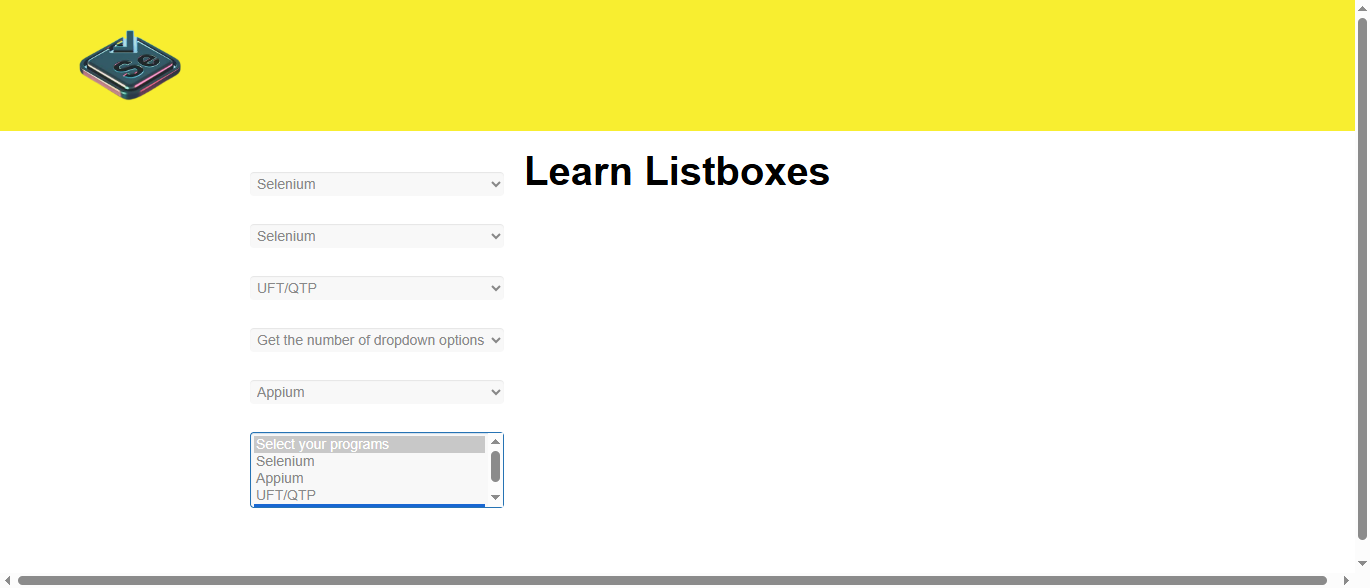 Se
Learn Listboxes
Selenium
Selenium
UFT/QTP
Get the number of dropdown options
Appium
Select your programs
Selenium
Appium
UFT/QTP